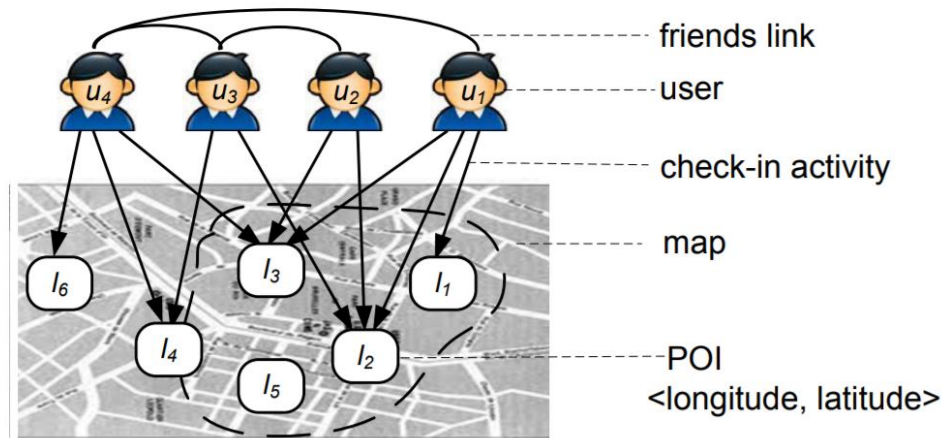 friends link
u4 u3 u2 u1
user
check-in activity
map
l3
l6 l1
l4 l2
l5
POI
<longitude, latitude>